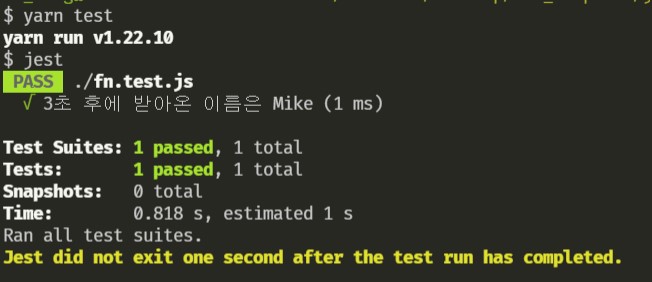 $ yarn test
yarn run v1.22.10
$ jest
PASS ./fn.test.js
√ 3초 후에 받아온 이름은 Mike (1 ms)
Test Suites: 1 passed, 1 total
Tests: 1 passed, 1 total
Snapshots: 0 total
Time: 0.818 s, estimated 1 s
Ran all test suites.
Jest did not exit one second after the test run has completed.